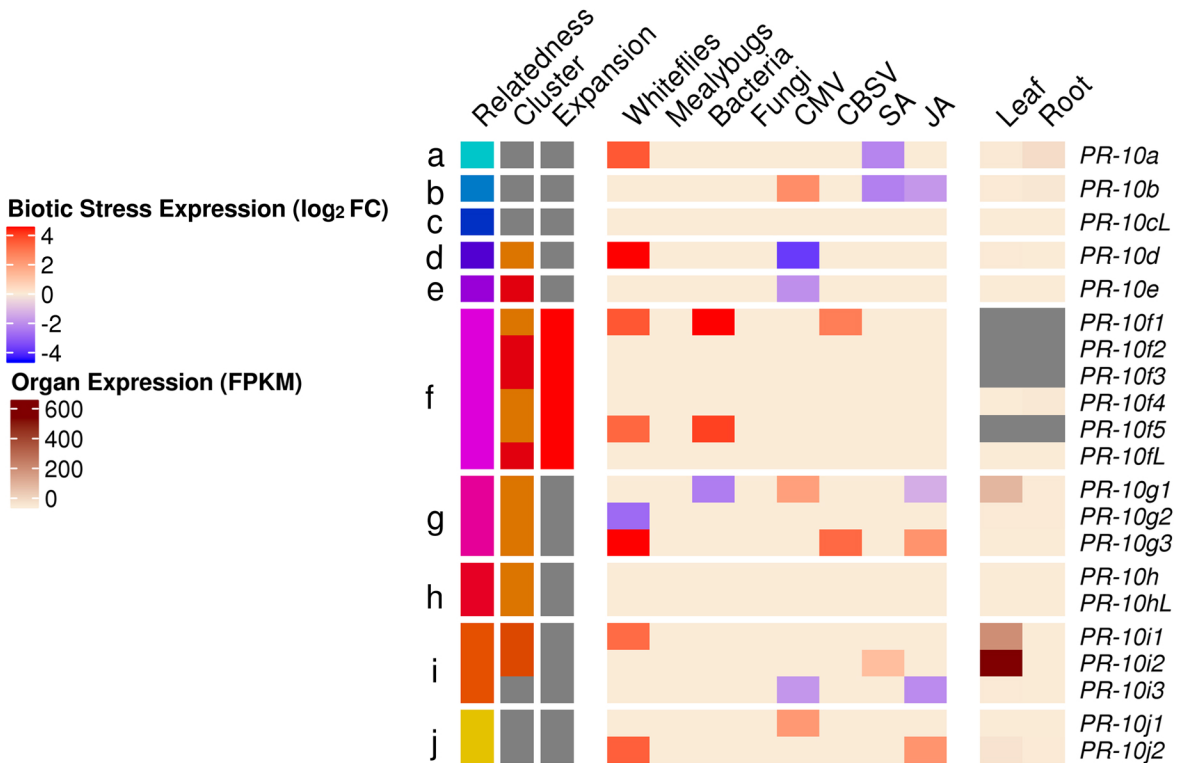 Relatedness
Cluster
Expansion
Whiteflies
Mealybugs
Bacteria
Fungi
CMV
CBSV
SA
JA
Leaf
Root
Biotic Stress Expression (log2 FC)
4
2
0
-2
-4
Organ Expression (FPKM)
600
400
200
0
a
PR-10a
b
PR-10b
c
PR-10cL
d
PR-10d
e
PR-10e
f
PR-10f1
PR-10f2
PR-10f3
PR-10f4
PR-10f5
PR-10fL
g
PR-10g1
PR-10g2
PR-10g3
h
PR-10h
PR-10hL
i
PR-10i1
PR-10i2
PR-10i3
j
PR-10j1
PR-10j2